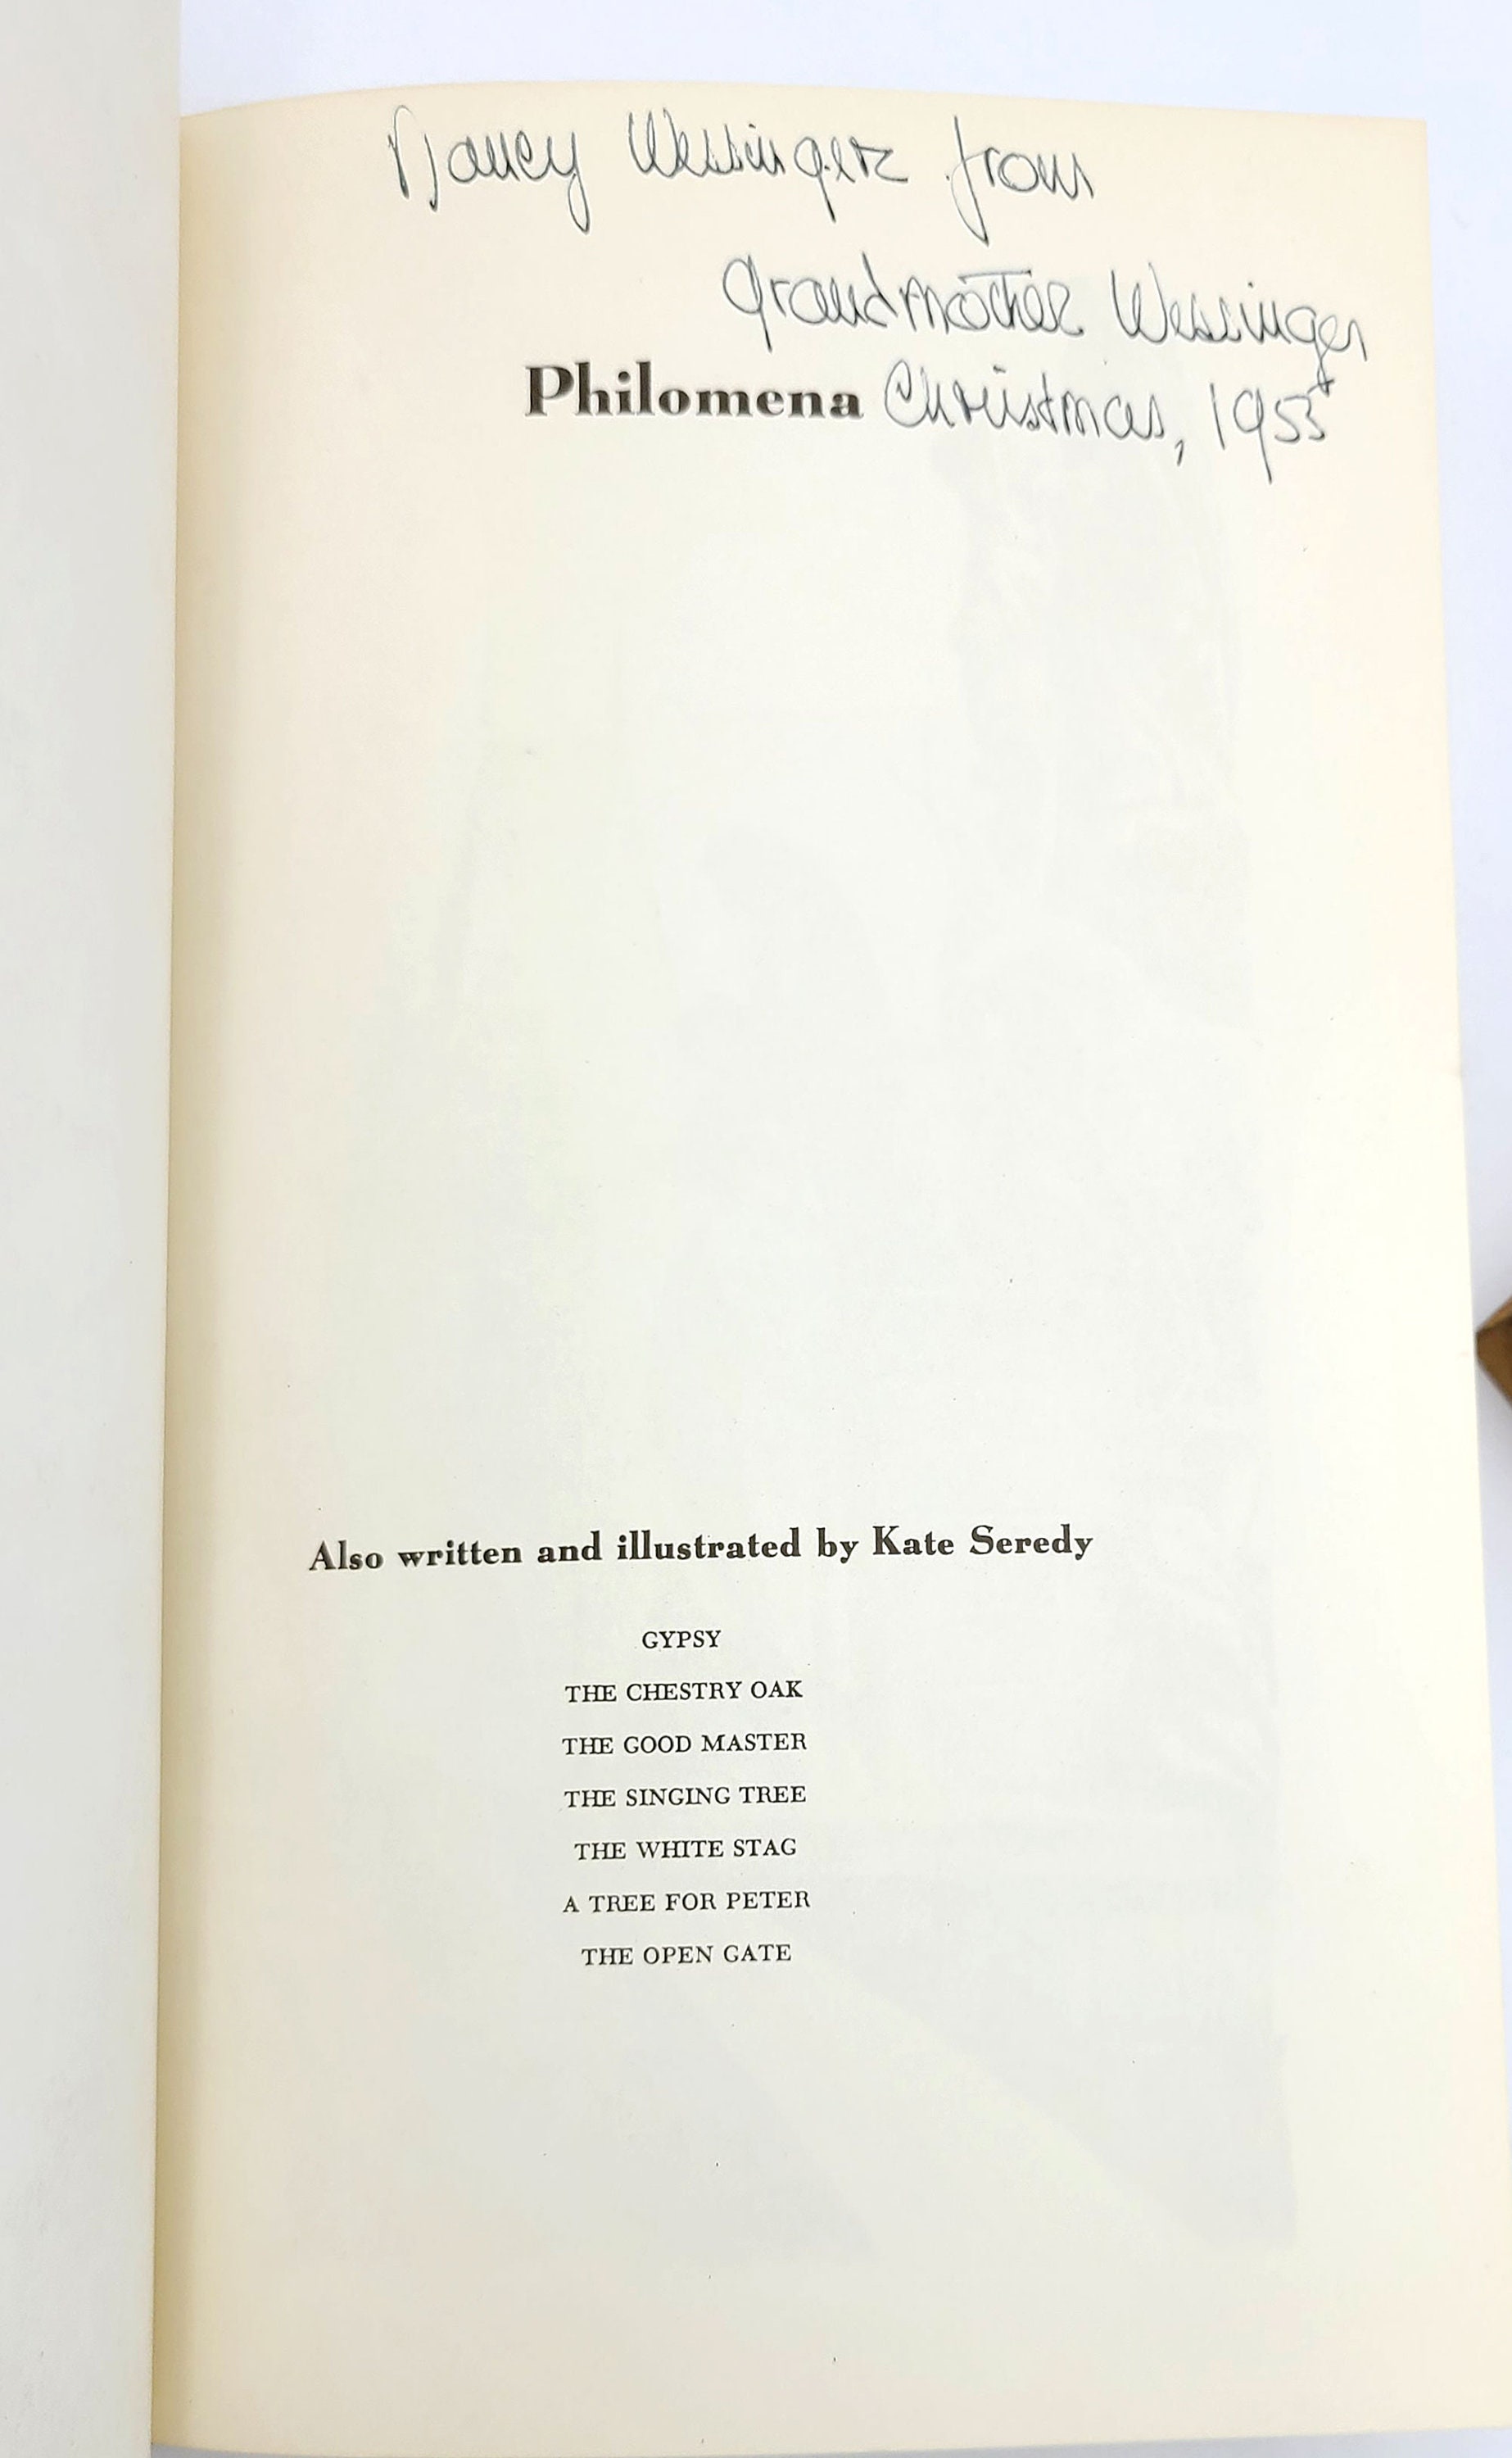 Nancy Wessinger from
Grandmother Wessinger
Philomena Christmas, 1955
Also written and illustrated by Kate Seredy
GYPSY
THE CHESTRY OAK
THE GOOD MASTER
THE SINGING TREE
THE WHITE STAG
A TREE FOR PETER
THE OPEN GATE